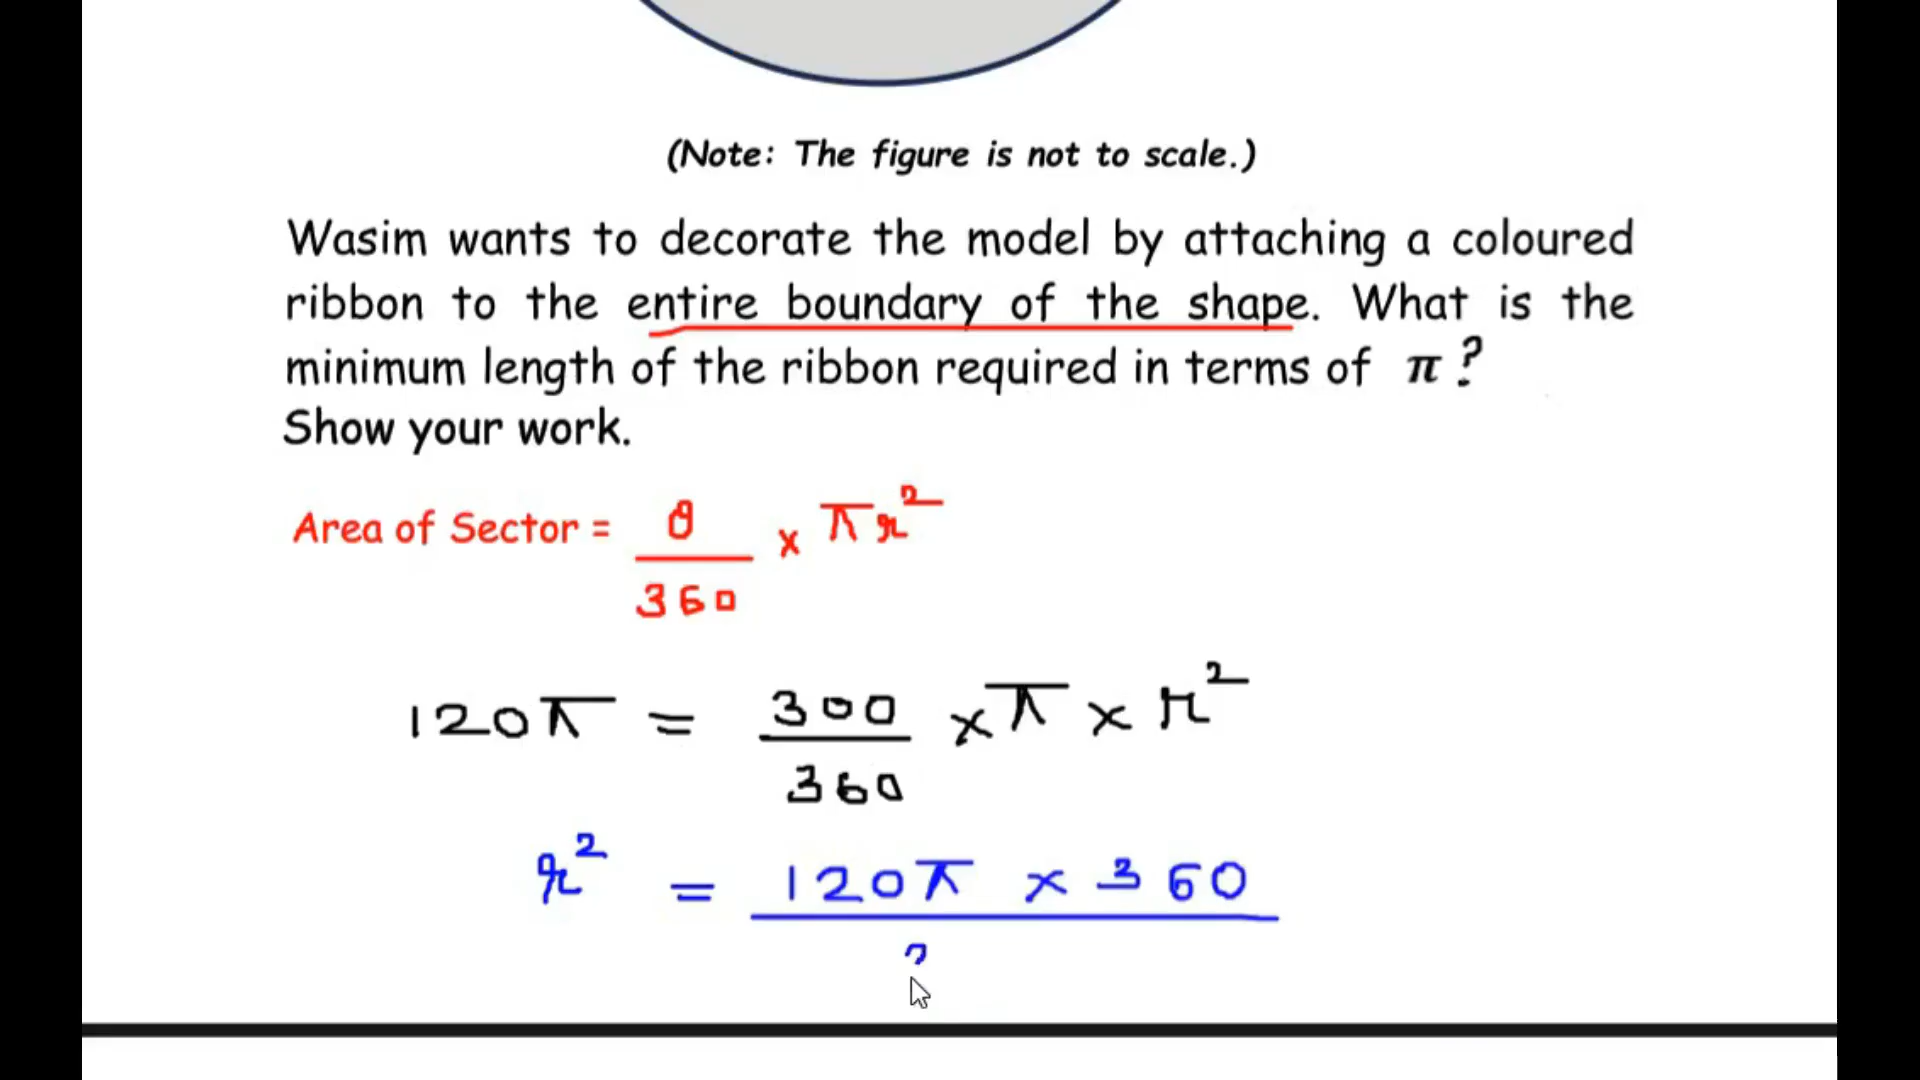 (Note: The figure is not to scale.)
Wasim wants to decorate the model by attaching a coloured
ribbon to the entire boundary of the shape. What is the
minimum length of the ribbon required in terms of π?
Show your work.
Area of Sector = θ/360 × πr²
120π = 300/360 × π × r²
r² = 120π × 360